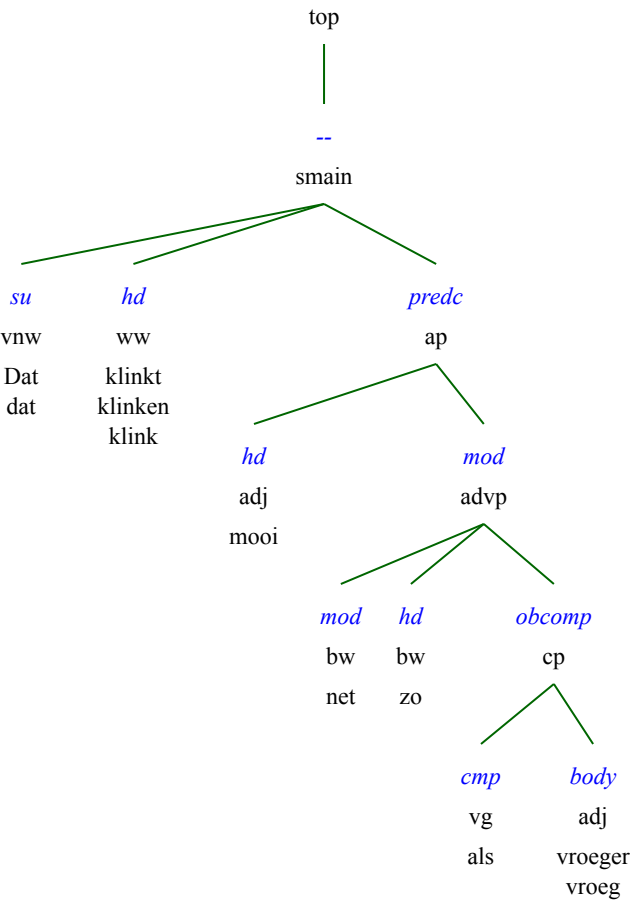 top
--
smain
su hd predc
vnw ww ap
Dat klinkt
dat klinken
klink
hd mod
adj advp
mooi
mod hd obcomp
bw bw cp
net zo
cmp body
vg adj
als vroeger
vroeg